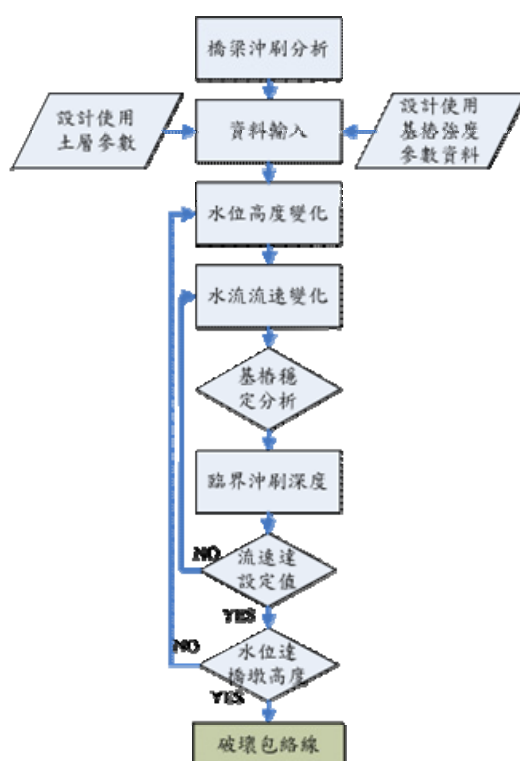 橋梁沖刷分析
設計使用
土層參數
資料輸入
設計使用
基樁強度
參數資料
水位高度變化
水流流速變化
基樁穩
定分析
臨界沖刷深度
NO
流速達
設定值
YES
NO
水位達
橋墩高度
YES
破壞包絡線